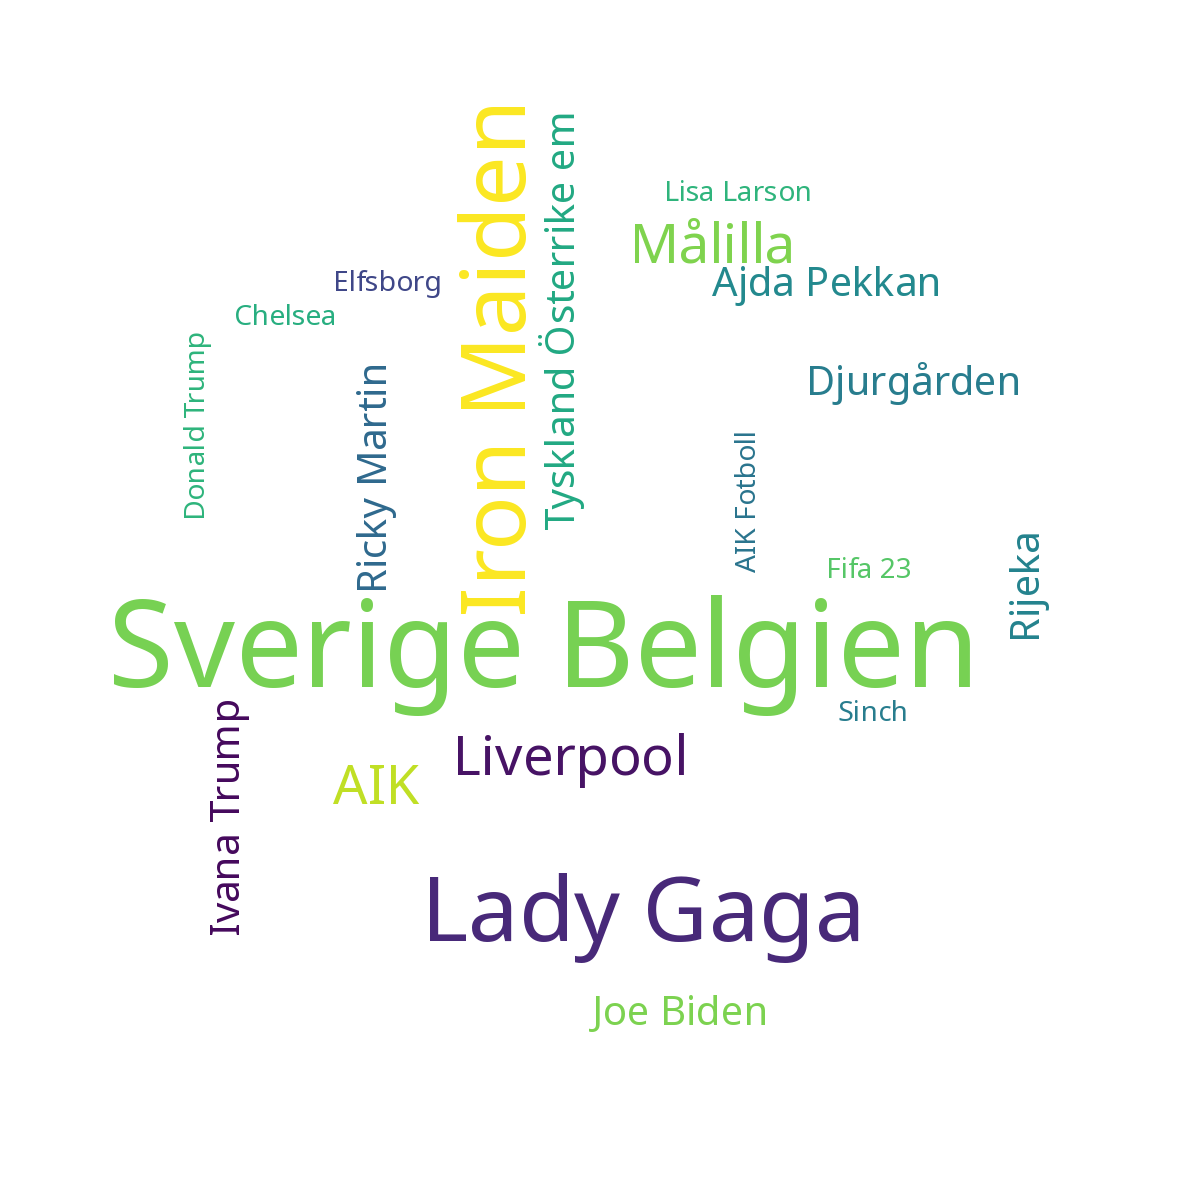 Iron Maiden
Tyskland Österrike em
Lisa Larson
Målilla
Ajda Pekkan
Elfsborg
Chelsea
Donald Trump
Ricky Martin
Djurgården
AIK Fotboll
Fifa 23
Rijeka
Sverige Belgien
Sinch
Ivana Trump
Liverpool
AIK
Lady Gaga
Joe Biden